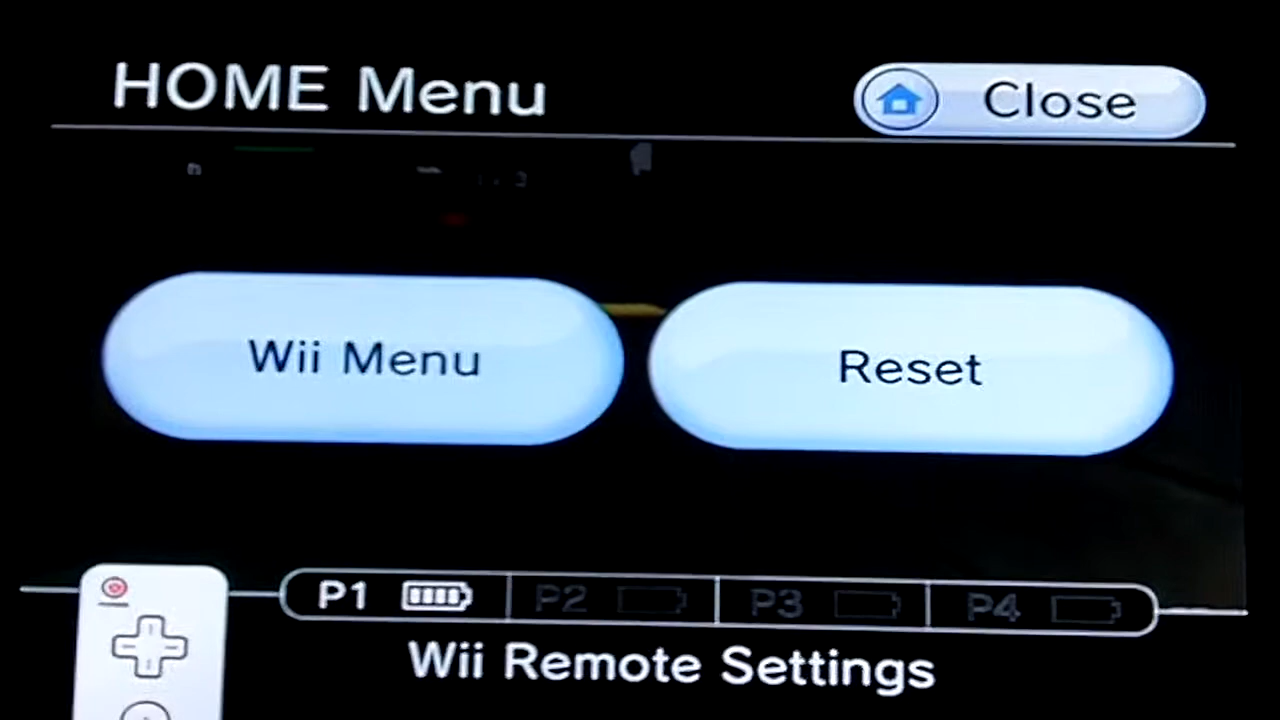 HOME Menu
Close
Wii Menu
Reset
P1
P2
P3
P4
Wii Remote Settings